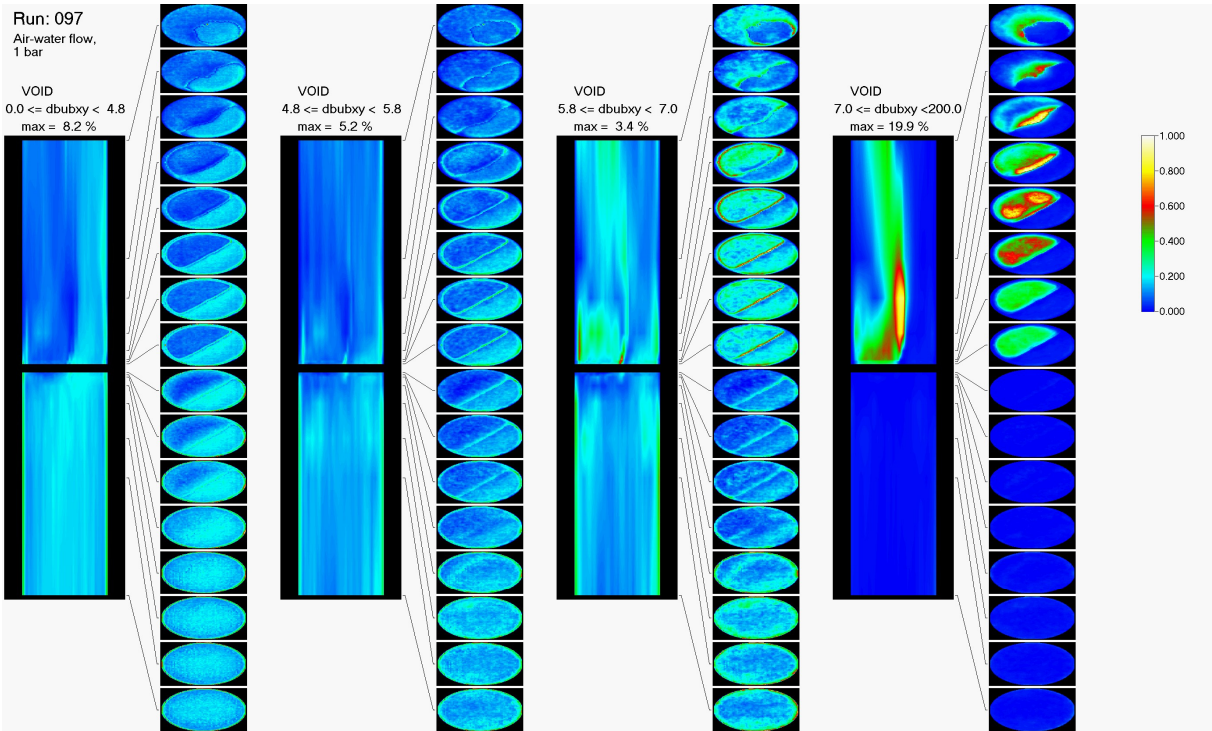 Run: 097
Air-water flow,
1 bar
VOID
0.0 <= dbubxy < 4.8
max = 8.2 %
VOID
4.8 <= dbubxy < 5.8
max = 5.2 %
VOID
5.8 <= dbubxy < 7.0
max = 3.4 %
VOID
7.0 <= dbubxy <200.0
max = 19.9 %
1.000
0.800
0.600
0.400
0.200
0.000